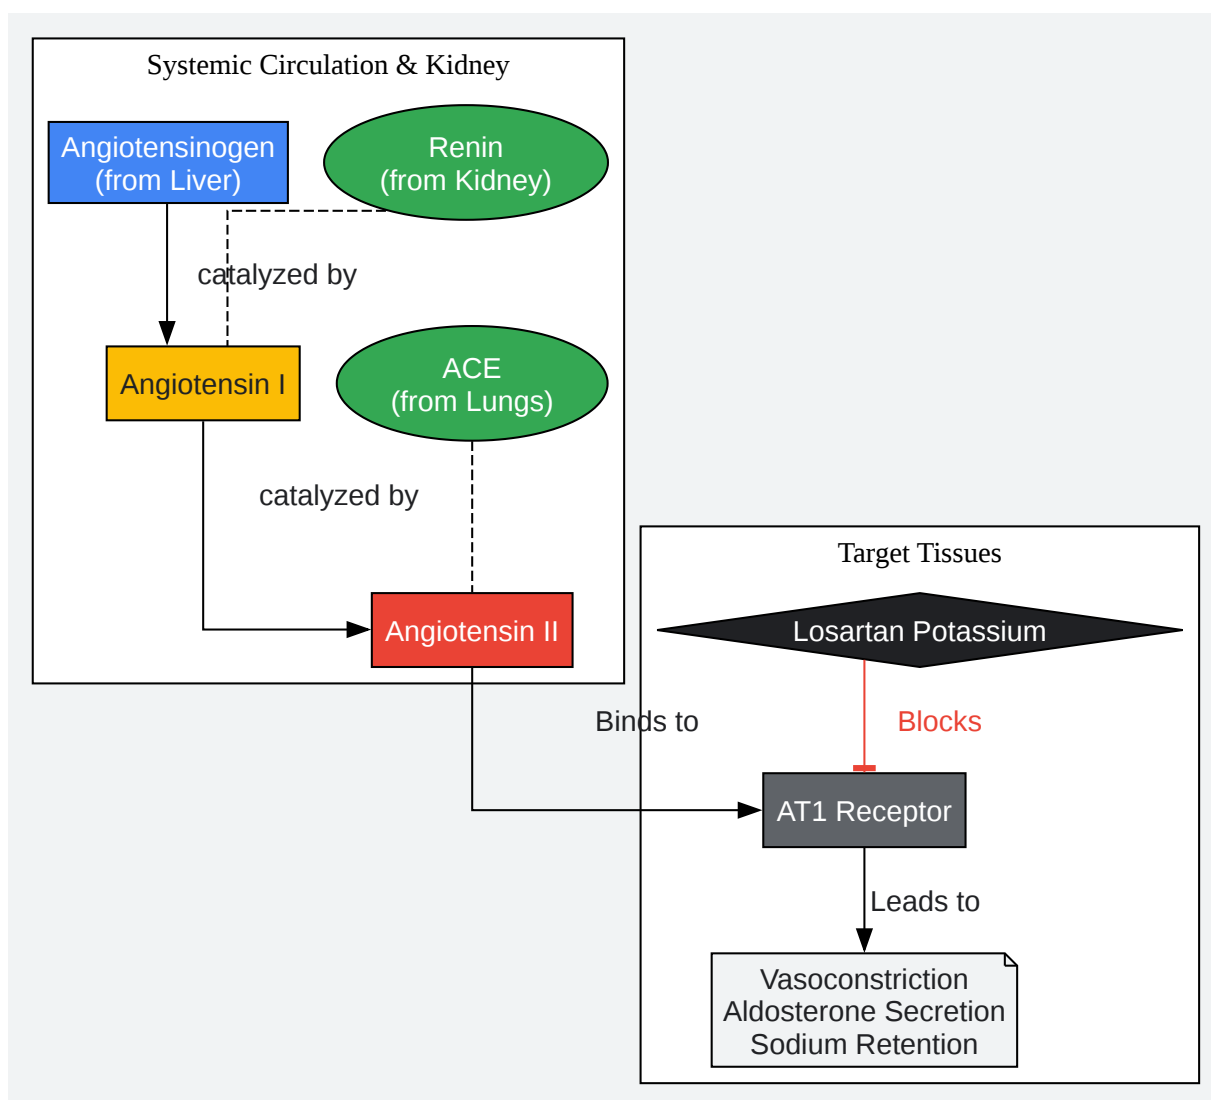 Systemic Circulation & Kidney
Angiotensinogen
(from Liver)
Renin
(from Kidney)
catalyzed by
Angiotensin I
ACE
(from Lungs)
catalyzed by
Angiotensin II
Target Tissues
Losartan Potassium
Binds to
Blocks
AT1 Receptor
Leads to
Vasoconstriction
Aldosterone Secretion
Sodium Retention